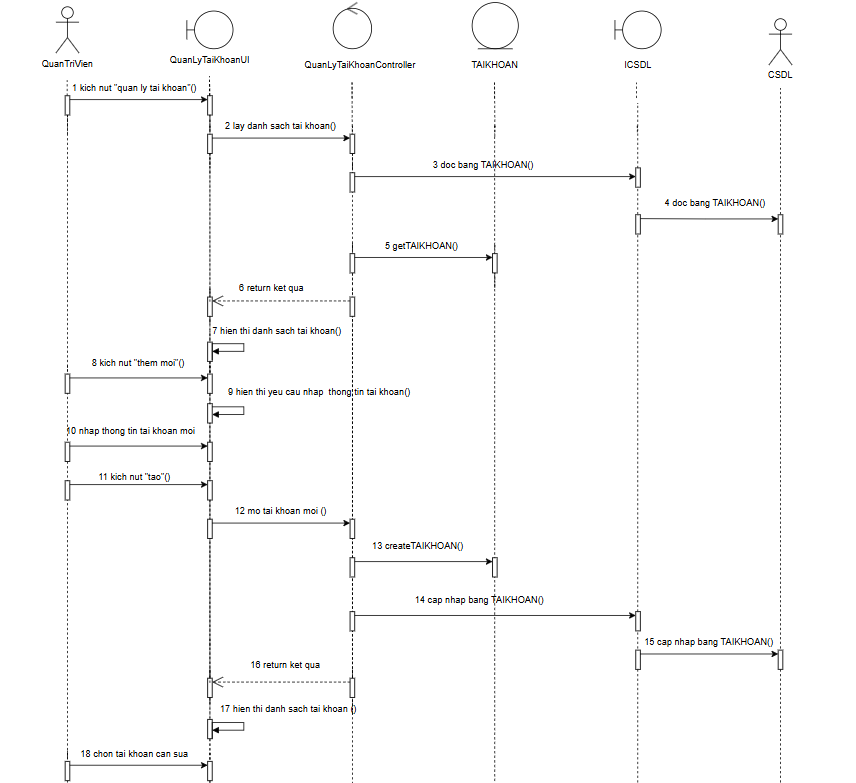 QuanTriVien
QuanLyTaiKhoanUI
QuanLyTaiKhoanController
TAIKHOAN
ICSDL
CSDL
1 kich nut "quan ly tai khoan"()
2 lay danh sach tai khoan()
3 doc bang TAIKHOAN()
4 doc bang TAIKHOAN()
5 getTAIKHOAN()
6 return ket qua
7 hien thi danh sach tai khoan()
8 kich nut "them moi"()
9 hien thi yeu cau nhap thong tin tai khoan()
10 nhap thong tin tai khoan moi
11 kich nut "tao"()
12 mo tai khoan moi ()
13 createTAIKHOAN()
14 cap nhap bang TAIKHOAN()
15 cap nhap bang TAIKHOAN()
16 return ket qua
17 hien thi danh sach tai khoan ()
18 chon tai khoan can sua